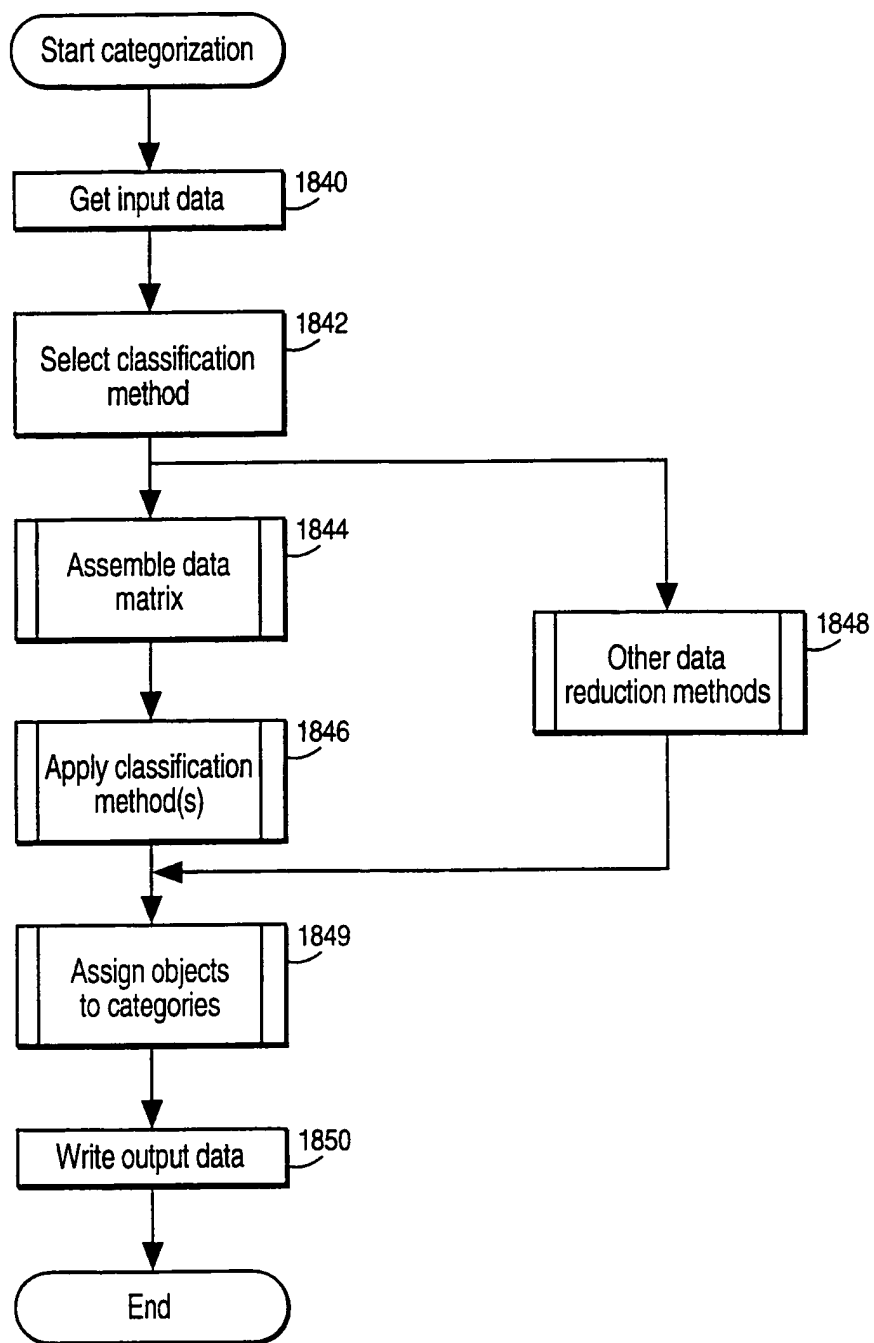 Start categorization
Get input data
1840
Select classification
method
1842
Assemble data
matrix
1844
Other data
reduction methods
1848
Apply classification
method(s)
1846
Assign objects
to categories
1849
Write output data
1850
End